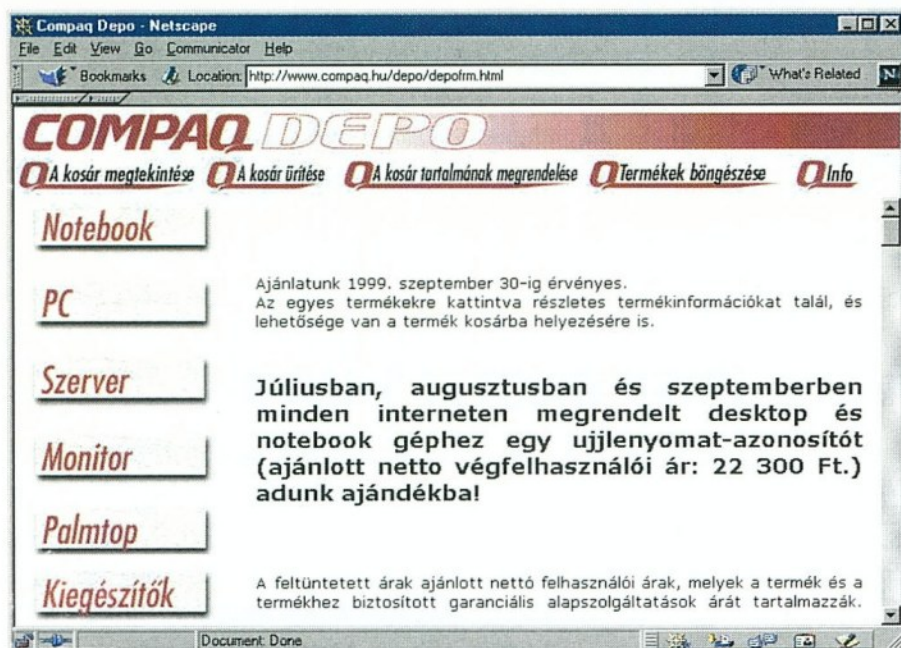 Compaq Depo - Netscape
File Edit View Go Communicator Help
Bookmarks Location: http://www.compaq.hu/depo/depofrm.html What's Related N
COMPAQ DEPO
A kosár megtekintése A kosár ürítése A kosár tartalmának megrendelése Termékek böngészése Info
Notebook
PC
Szerver
Monitor
Palmtop
Kiegészítők
Ajánlatunk 1999. szeptember 30-ig érvényes.
Az egyes termékekre kattintva részletes termékinformációkat talál, és
lehetősége van a termék kosárba helyezésére is.
Júliusban, augusztusban és szeptemberben
minden interneten megrendelt desktop és
notebook géphez egy ujjlenyomat-azonosítót
(ajánlott netto végfelhasználói ár: 22 300 Ft.)
adunk ajándékba!
A feltüntetett árak ajánlott nettó felhasználói árak, melyek a termék és a
termékhez biztosított garanciális alapszolgáltatások árát tartalmazzák.
Document: Done